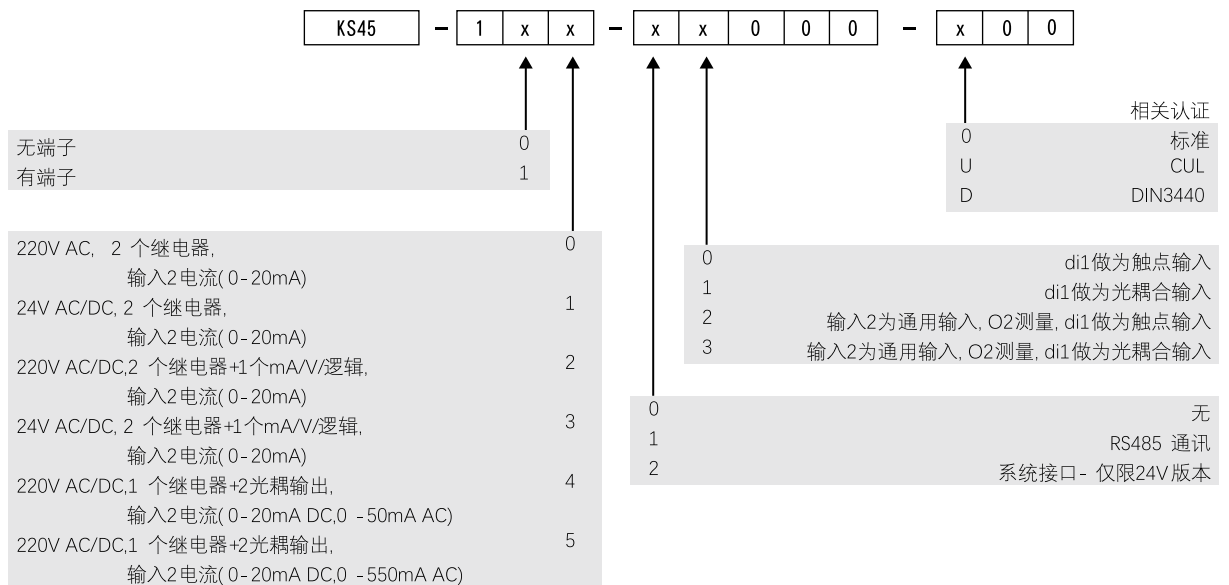 KS45 - 1 x x - x x 0 0 0 - x 0 0
无端子 0
有端子 1
220V AC, 2 个继电器, 0
输入2电流( 0-20mA)
24V AC/DC, 2 个继电器, 1
输入2电流( 0-20mA)
220V AC/DC,2 个继电器+1个mA/V/逻辑, 2
输入2电流( 0-20mA)
24V AC/DC, 2 个继电器+1个mA/V/逻辑, 3
输入2电流( 0-20mA)
220V AC/DC,1 个继电器+2光耦输出, 4
输入2电流( 0-20mA DC,0 -50mA AC)
220V AC/DC,1 个继电器+2光耦输出, 5
输入2电流( 0-20mA DC,0 -550mA AC)
相关认证
0 标准
U CUL
D DIN3440
0 di1做为触点输入
1 di1做为光耦合输入
2 输入2为通用输入, O2测量, di1做为触点输入
3 输入2为通用输入, O2测量, di1做为光耦合输入
0 无
1 RS485 通讯
2 系统接口- 仅限24V版本